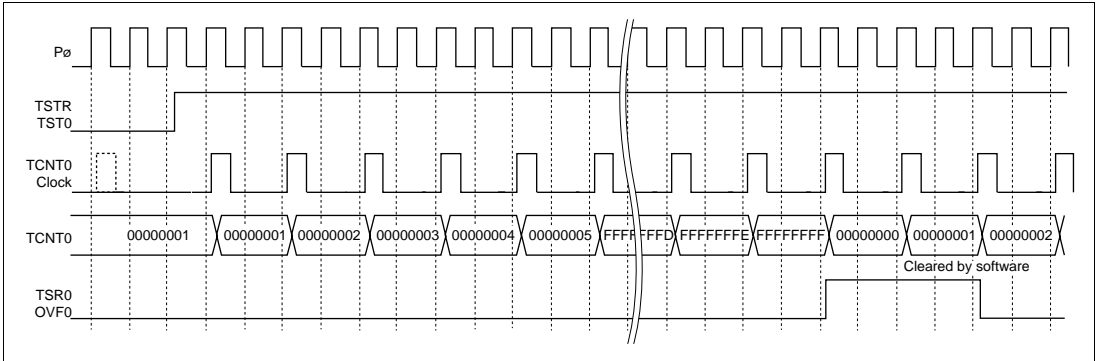 Pø
TSTR
TST0
TCNT0
Clock
TCNT0 00000001 00000001 00000002 00000003 00000004 00000005 FFFFFFFD FFFFFFFE FFFFFFFF 00000000 00000001 00000002
Cleared by software
TSR0
OVF0